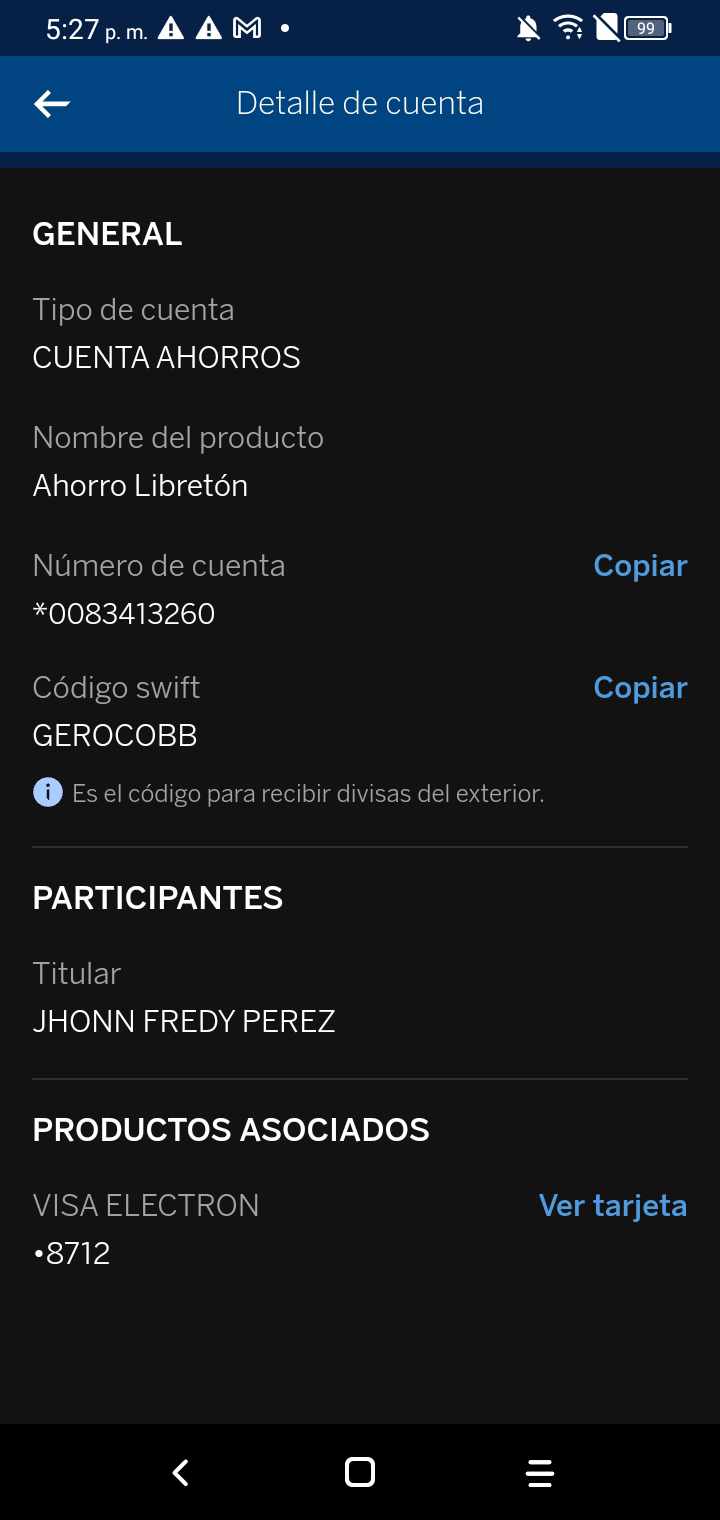 5:27 p. m.
99
Detalle de cuenta
GENERAL
Tipo de cuenta
CUENTA AHORROS
Nombre del producto
Ahorro Libretón
Número de cuenta
Copiar
*0083413260
Código swift
Copiar
GEROCOBB
Es el código para recibir divisas del exterior.
PARTICIPANTES
Titular
JHONN FREDY PEREZ
PRODUCTOS ASOCIADOS
VISA ELECTRON
Ver tarjeta
•8712